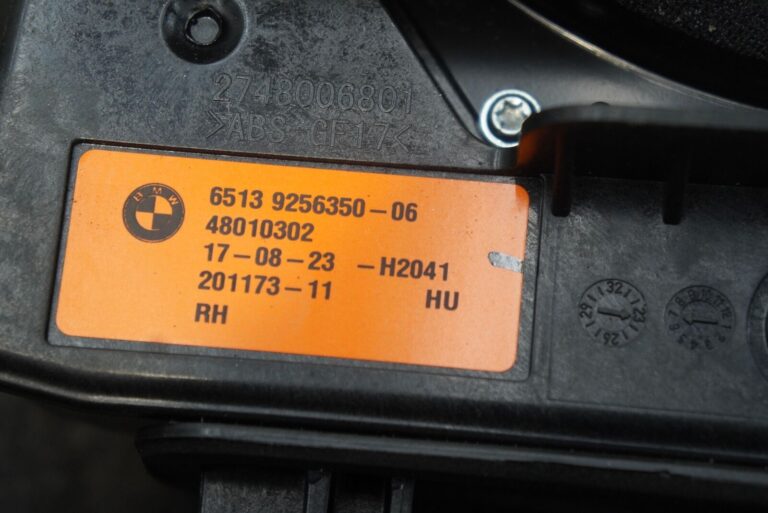 2748006801
>ABS-GF17<
BMW
6513 9256350-06
48010302
17-08-23 -H2041
201173-11 HU
RH